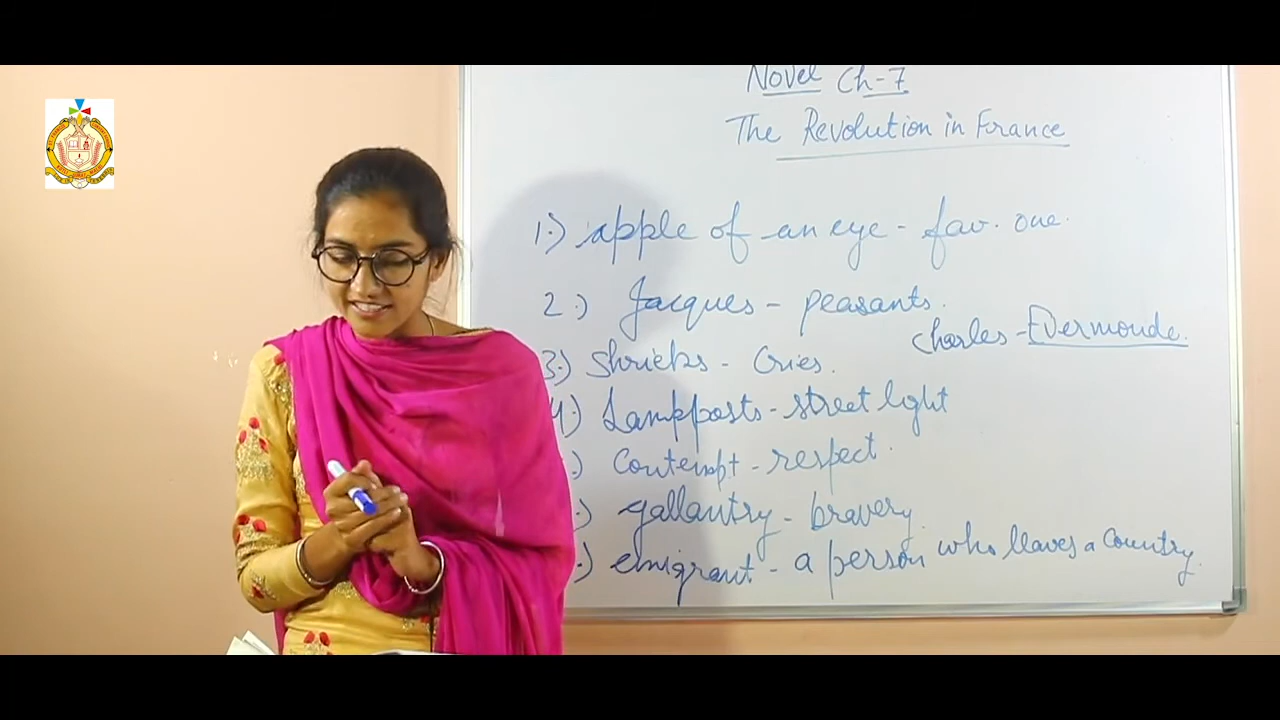 Novel Ch-7
The Revolution in France
1.) apple of an eye - fav. one.
2.) Jacques - peasants.
Charles - Evermonde.
3.) Shrieks - Cries.
4.) Lampposts - street light
.) Contempt - respect.
.) gallantry - bravery
.) emigrant - a person who leaves a Country.